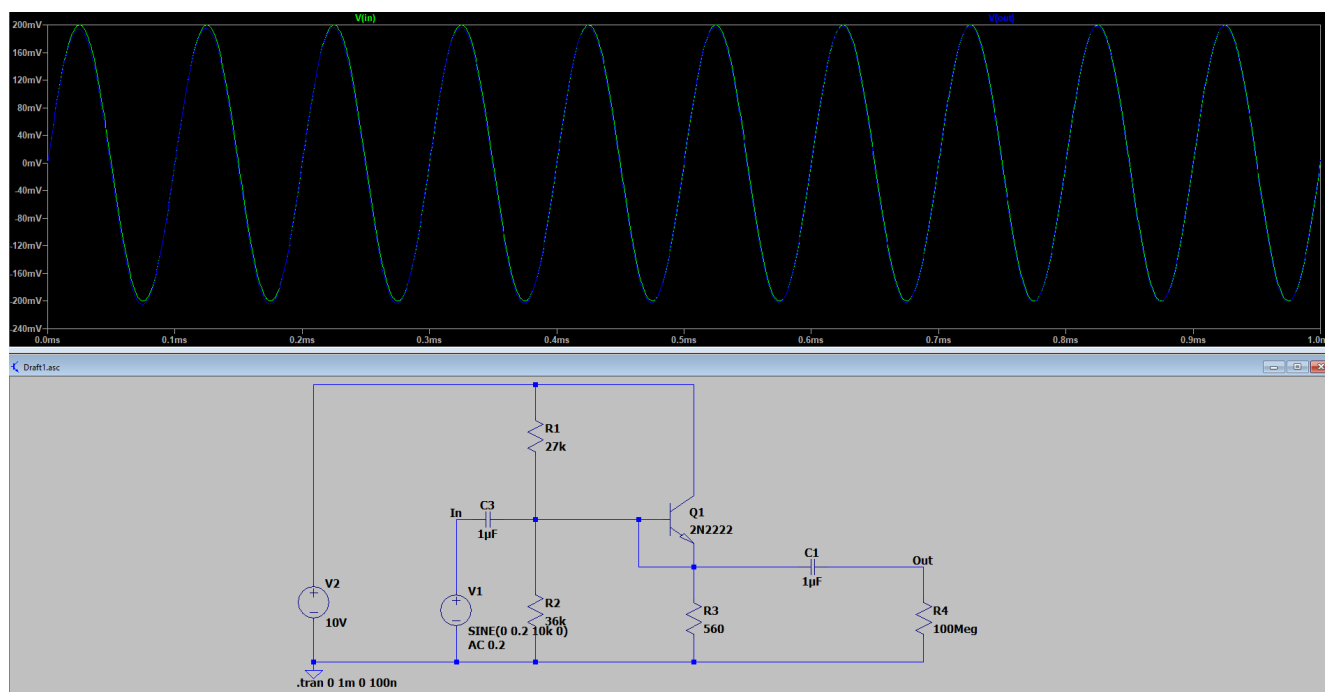 V(in) V(out)
200mV
160mV
120mV
80mV
40mV
0mV
-40mV
-80mV
-120mV
-160mV
-200mV
-240mV
0.0ms 0.1ms 0.2ms 0.3ms 0.4ms 0.5ms 0.6ms 0.7ms 0.8ms 0.9ms 1.0m
Draft1.asc
R1
27k
In
C3
1µF
Q1
2N2222
C1
1µF
Out
V2
10V
V1
SINE(0 0.2 10k 0)
AC 0.2
R2
36k
R3
560
R4
100Meg
.tran 0 1m 0 100n